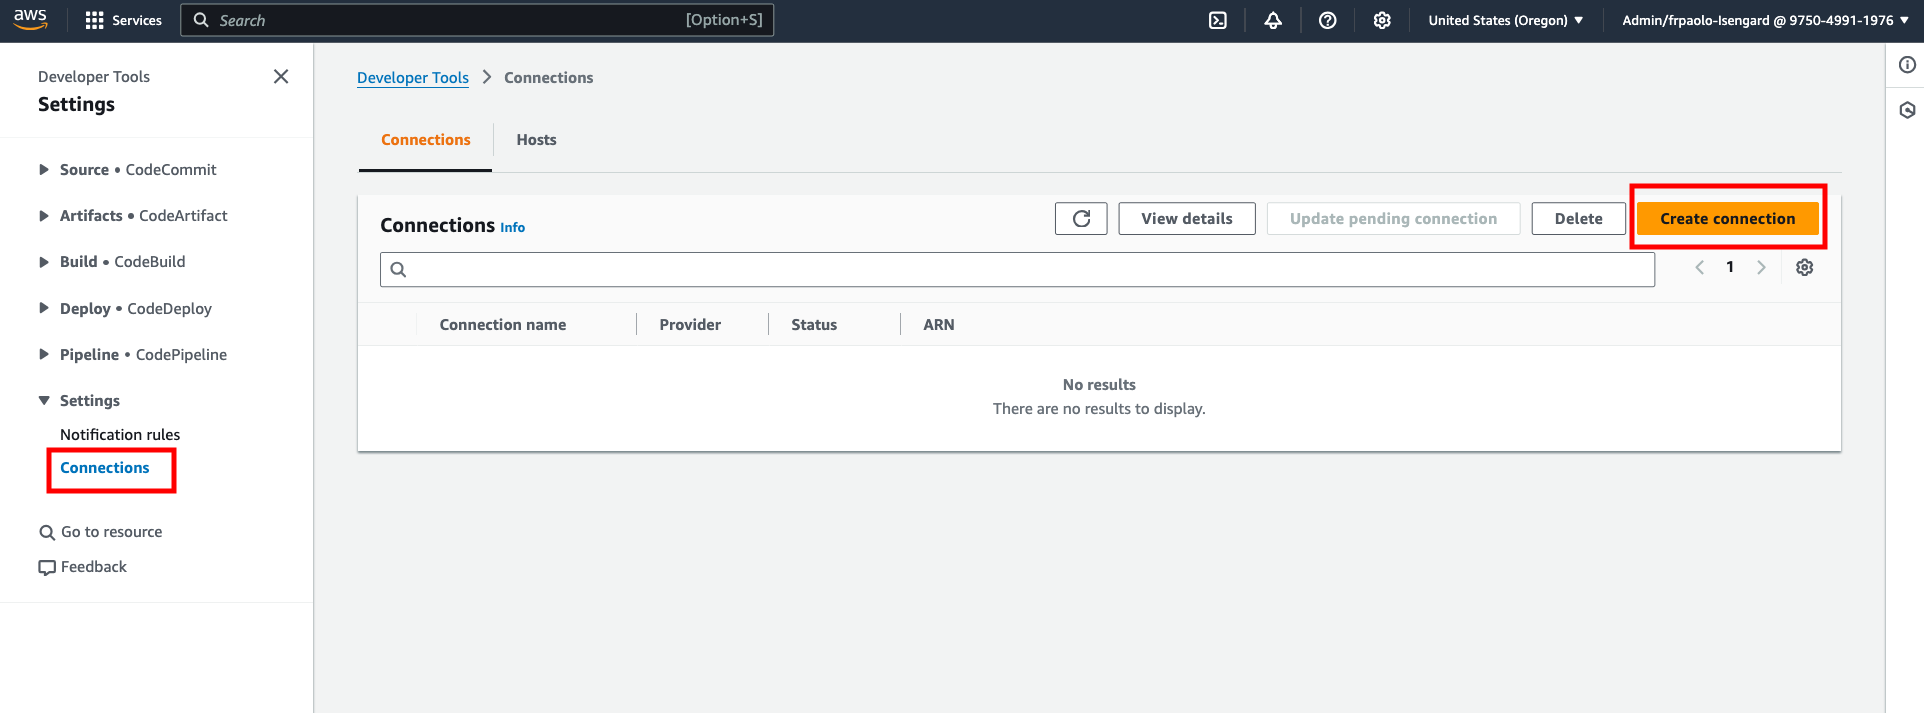 aws
Services
Search
[Option+S]
United States (Oregon)
Admin/frpaolo-Isengard @ 9750-4991-1976
Developer Tools
Settings
Source • CodeCommit
Artifacts • CodeArtifact
Build • CodeBuild
Deploy • CodeDeploy
Pipeline • CodePipeline
Settings
Notification rules
Connections
Go to resource
Feedback
Developer Tools
Connections
Connections
Hosts
Connections Info
View details
Update pending connection
Delete
Create connection
1
Connection name
Provider
Status
ARN
No results
There are no results to display.